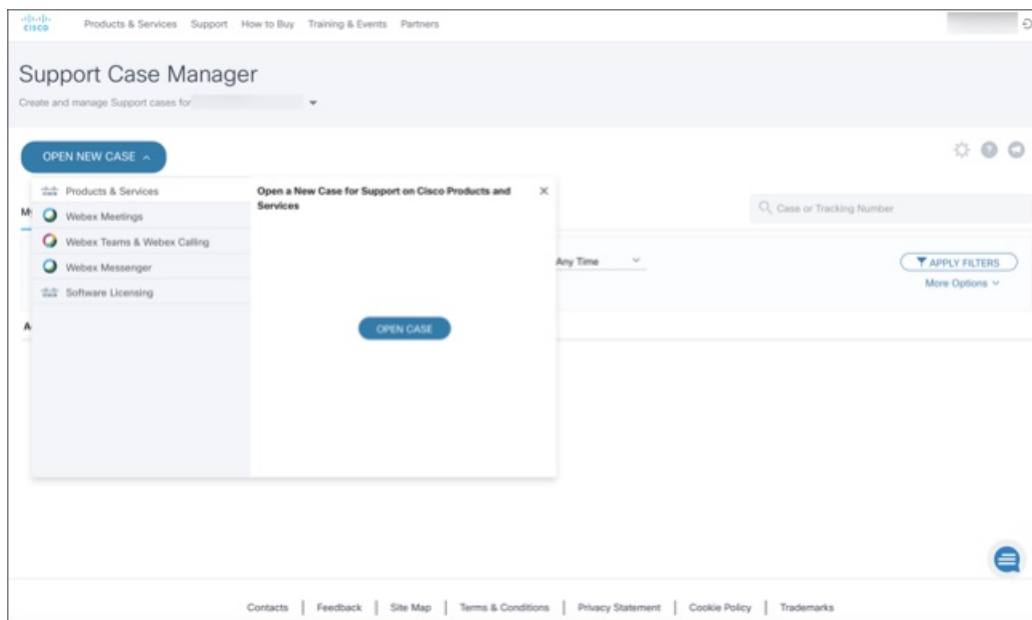 CISCO
Products & Services Support How to Buy Training & Events Partners
Support Case Manager
Create and manage Support cases for
OPEN NEW CASE
Products & Services
Webex Meetings
Webex Teams & Webex Calling
Webex Messenger
Software Licensing
Open a New Case for Support on Cisco Products and
Services
OPEN CASE
Case or Tracking Number
Any Time
APPLY FILTERS
More Options
Contacts | Feedback | Site Map | Terms & Conditions | Privacy Statement | Cookie Policy | Trademarks